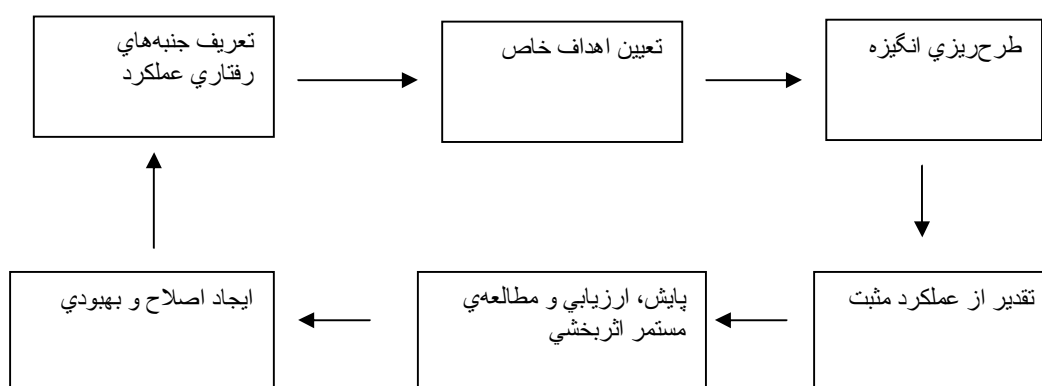 تعريف جنبه‌هاي
رفتاري عملكرد
تعيين اهداف خاص
طرح‌ريزي انگيزه
تقدير از عملكرد مثبت
پايش، ارزيابي و مطالعه‌ي
مستمر اثربخشي
ايجاد اصلاح و بهبودي